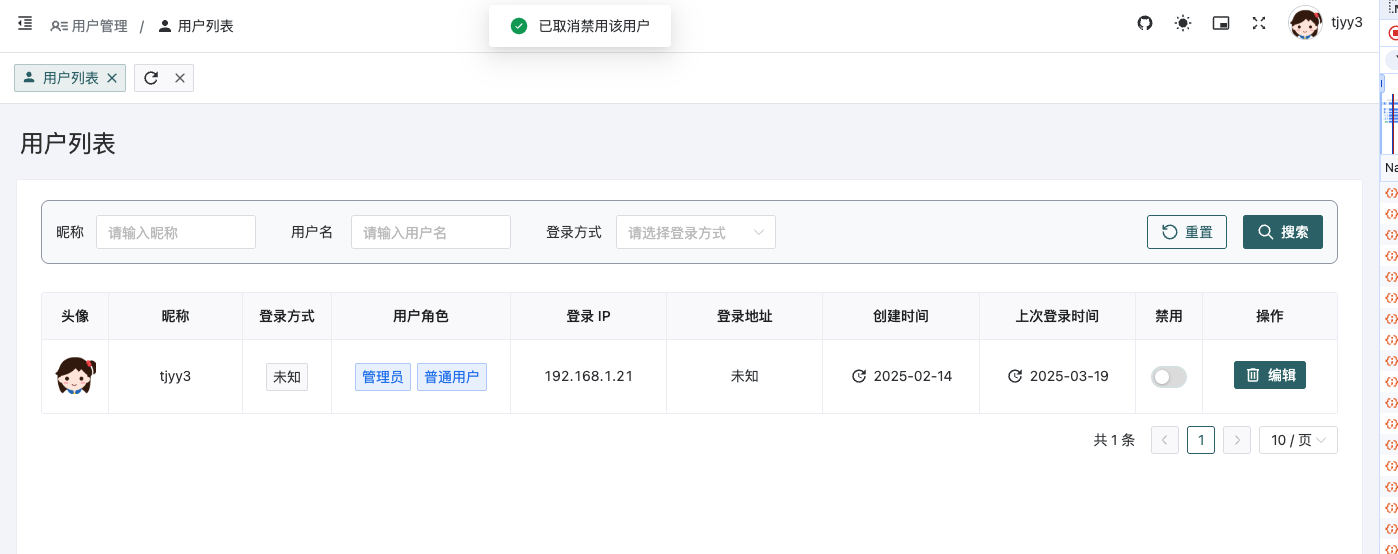 用户管理 / 用户列表
已取消禁用该用户
tjyy3
用户列表
用户列表
昵称 请输入昵称 用户名 请输入用户名 登录方式 请选择登录方式 重置 搜索
头像 昵称 登录方式 用户角色 登录 IP 登录地址 创建时间 上次登录时间 禁用 操作
tjyy3 未知 管理员 普通用户 192.168.1.21 未知 2025-02-14 2025-03-19 编辑
共 1 条 1 10 / 页